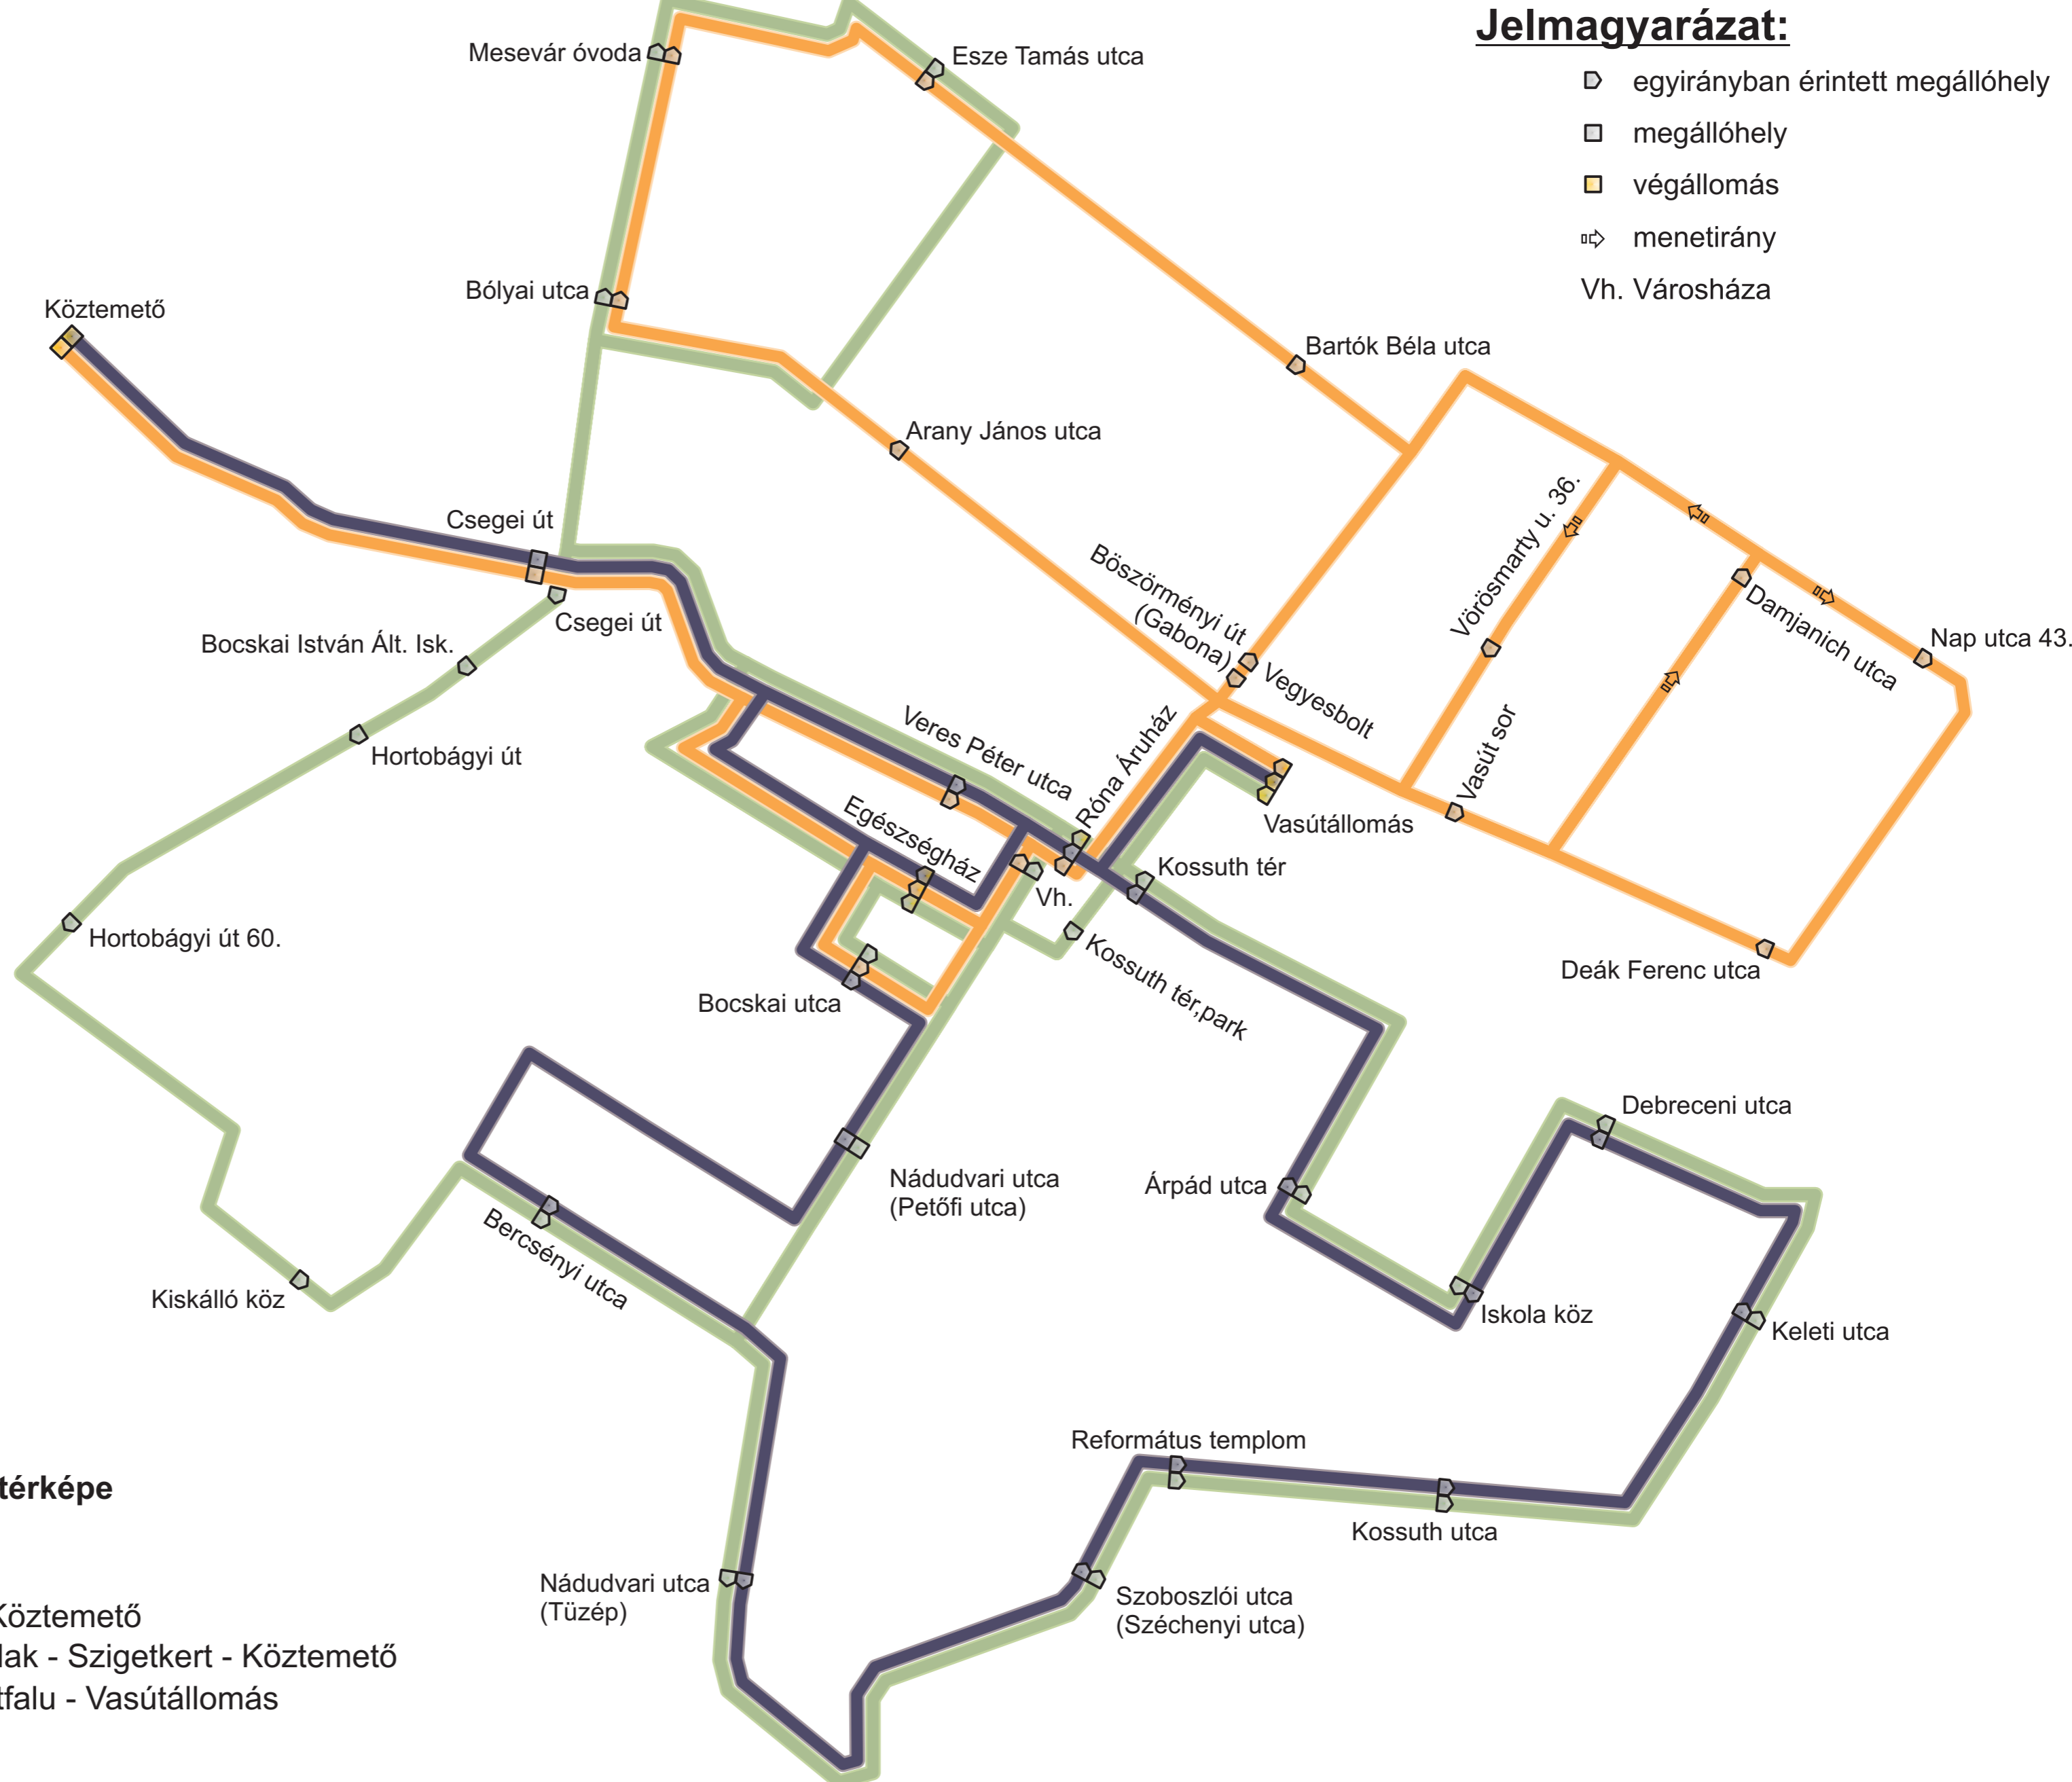 Jelmagyarázat:
egyirányban érintett megállóhely
megállóhely
végállomás
menetirány
Vh. Városháza
Mesevár óvoda
Esze Tamás utca
Bólyai utca
Köztemető
Bartók Béla utca
Arany János utca
Csegei út
Csegei út
Bocskai István Ált. Isk.
Hortobágyi út
Hortobágyi út 60.
Böszörményi út
(Gabona)
Vegyesbolt
Vörösmarty u. 36.
Damjanich utca
Nap utca 43.
Vasút sor
Veres Péter utca
Róna Áruház
Egészségház
Vasútállomás
Kossuth tér
Vh.
Kossuth tér,park
Deák Ferenc utca
Bocskai utca
Nádudvari utca
(Petőfi utca)
Árpád utca
Debreceni utca
Bercsényi utca
Kiskálló köz
Iskola köz
Keleti utca
Református templom
Kossuth utca
Nádudvari utca
(Tüzép)
Szoboszlói utca
(Széchenyi utca)
térképe
Köztemető
lak - Szigetkert - Köztemető
tfalu - Vasútállomás